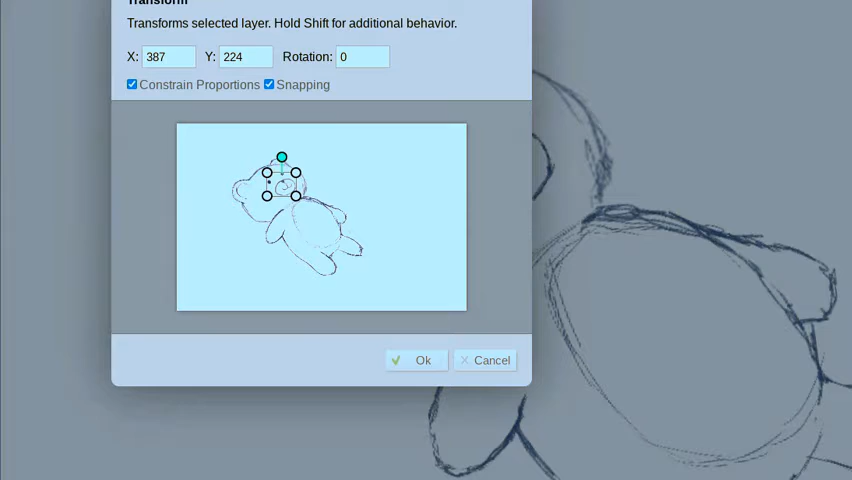 Transform
Transforms selected layer. Hold Shift for additional behavior.
X: 387 Y: 224 Rotation: 0
Constrain Proportions Snapping
Ok Cancel